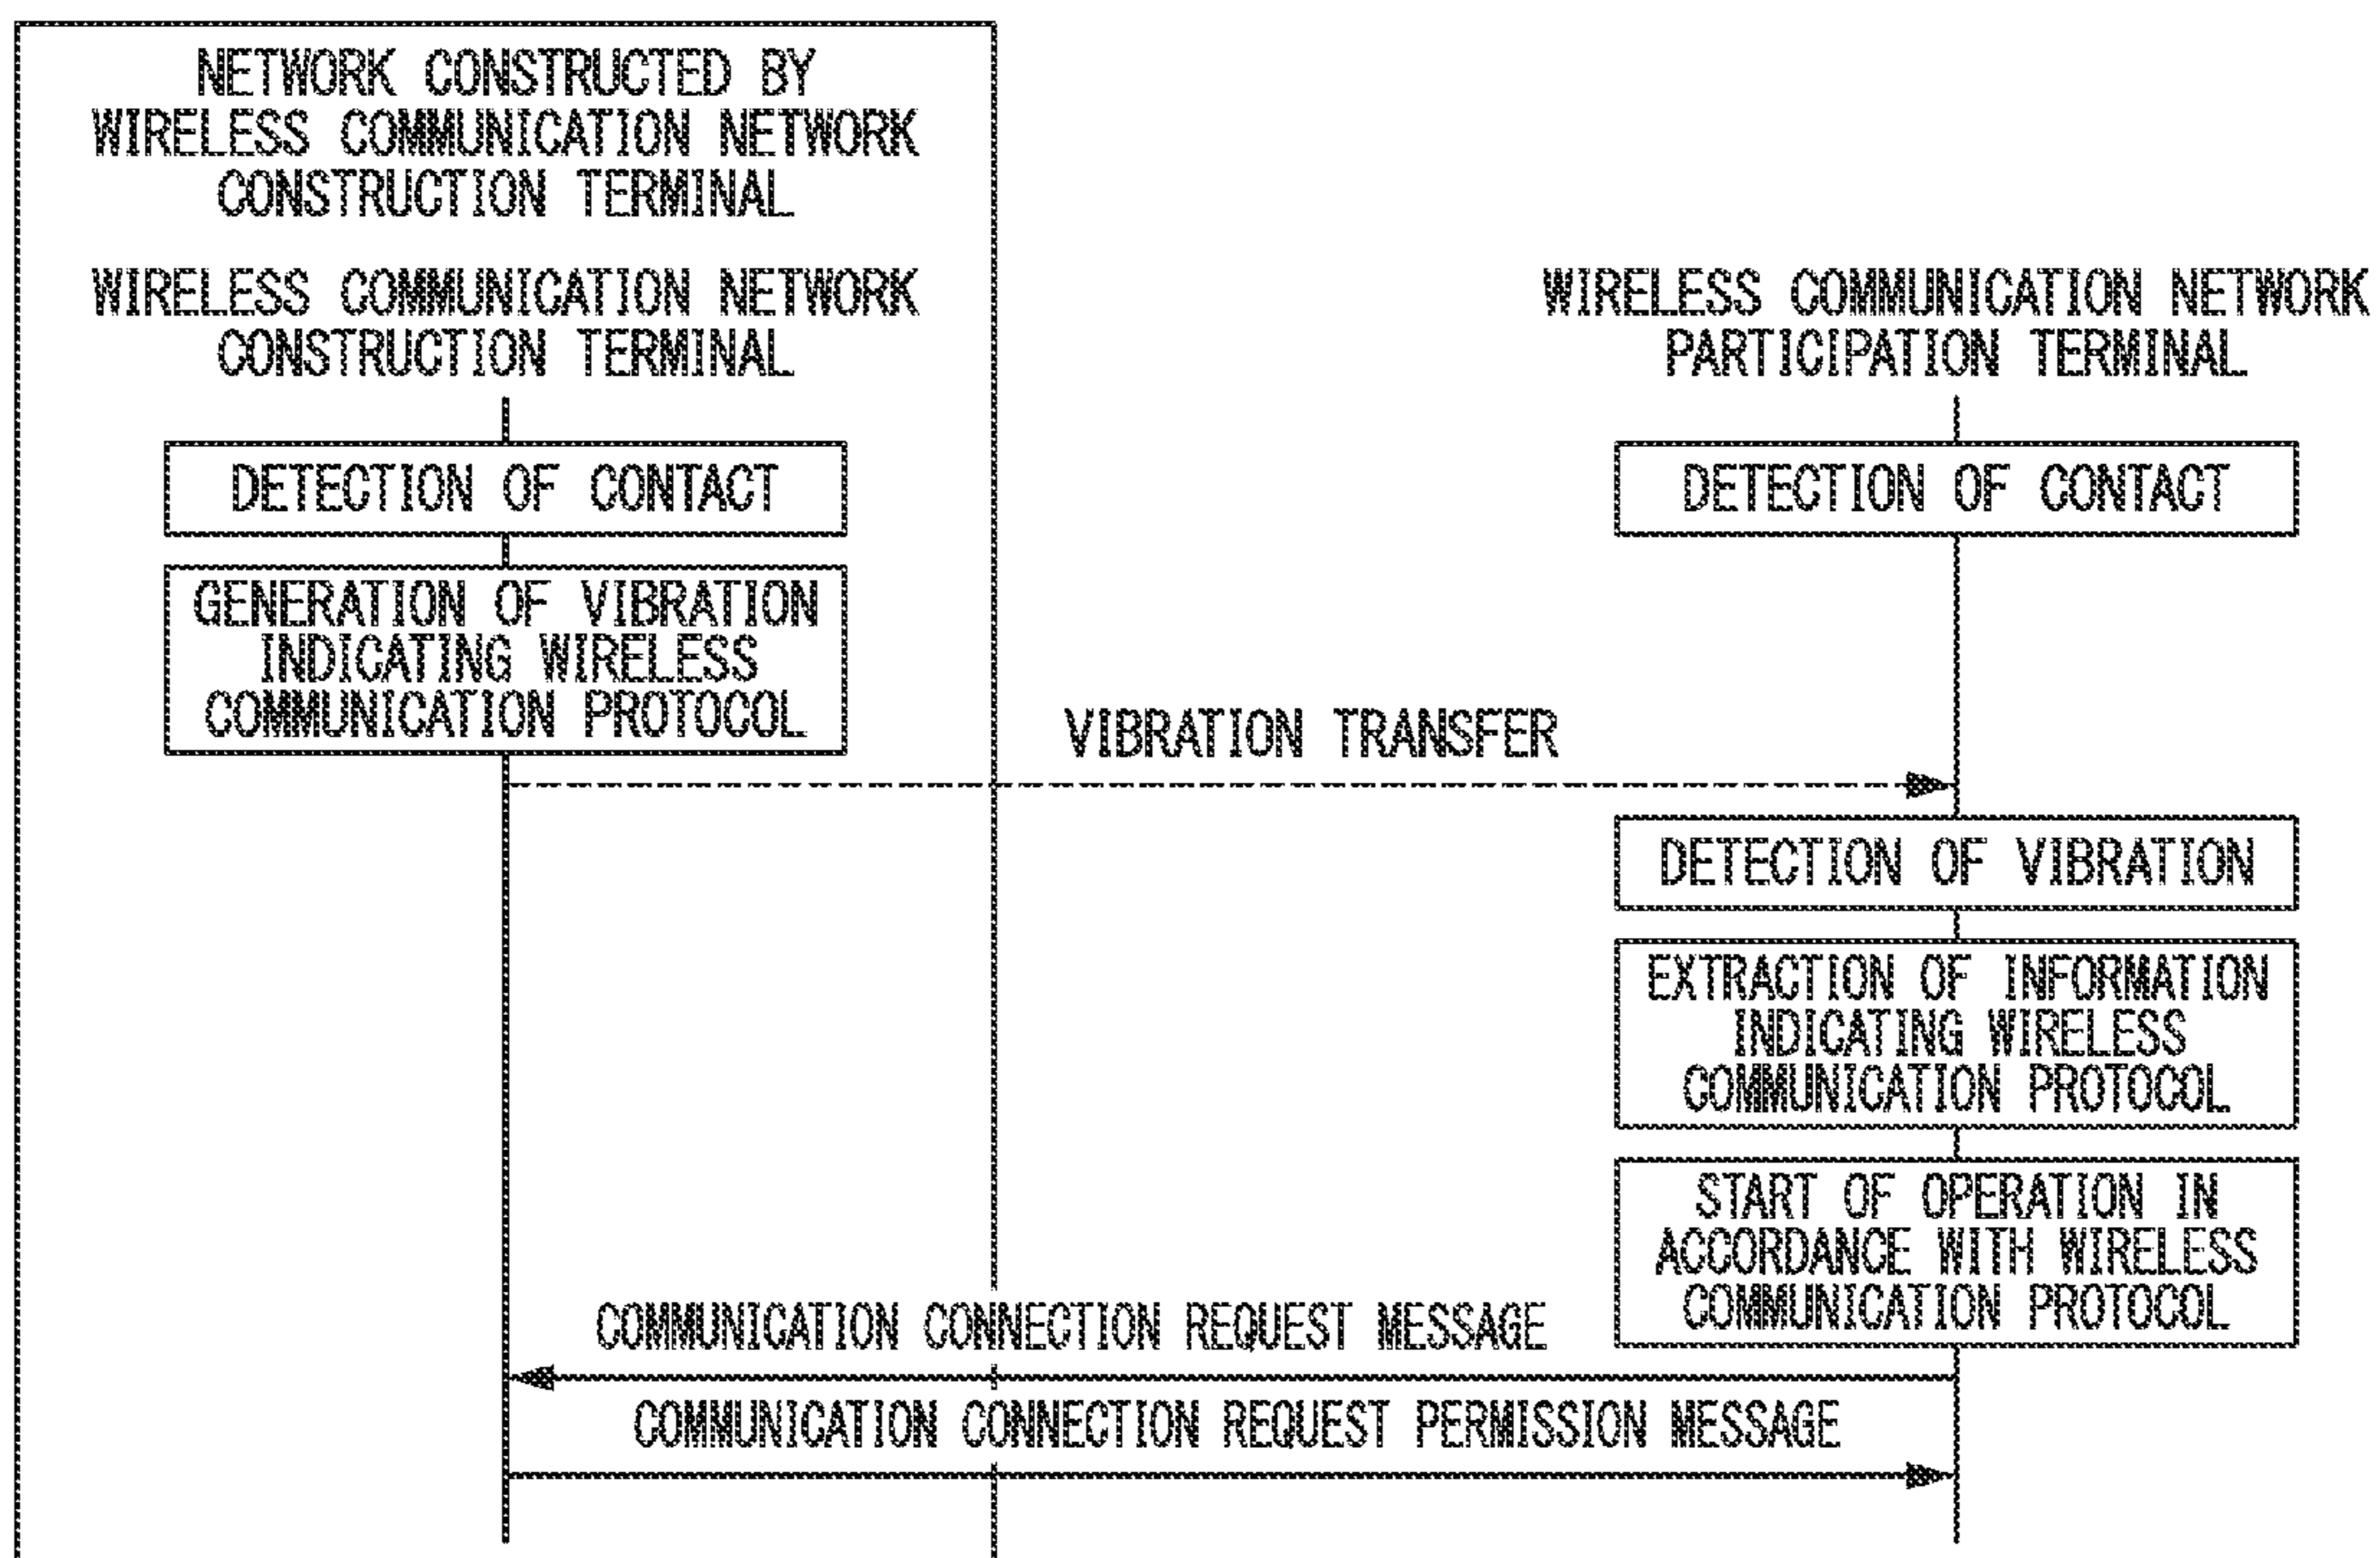 NETWORK CONSTRUCTED BY
WIRELESS COMMUNICATION NETWORK
CONSTRUCTION TERMINAL
WIRELESS COMMUNICATION NETWORK
CONSTRUCTION TERMINAL
WIRELESS COMMUNICATION NETWORK
PARTICIPATION TERMINAL
DETECTION OF CONTACT
DETECTION OF CONTACT
GENERATION OF VIBRATION
INDICATING WIRELESS
COMMUNICATION PROTOCOL
VIBRATION TRANSFER
DETECTION OF VIBRATION
EXTRACTION OF INFORMATION
INDICATING WIRELESS
COMMUNICATION PROTOCOL
START OF OPERATION IN
ACCORDANCE WITH WIRELESS
COMMUNICATION PROTOCOL
COMMUNICATION CONNECTION REQUEST MESSAGE
COMMUNICATION CONNECTION REQUEST PERMISSION MESSAGE